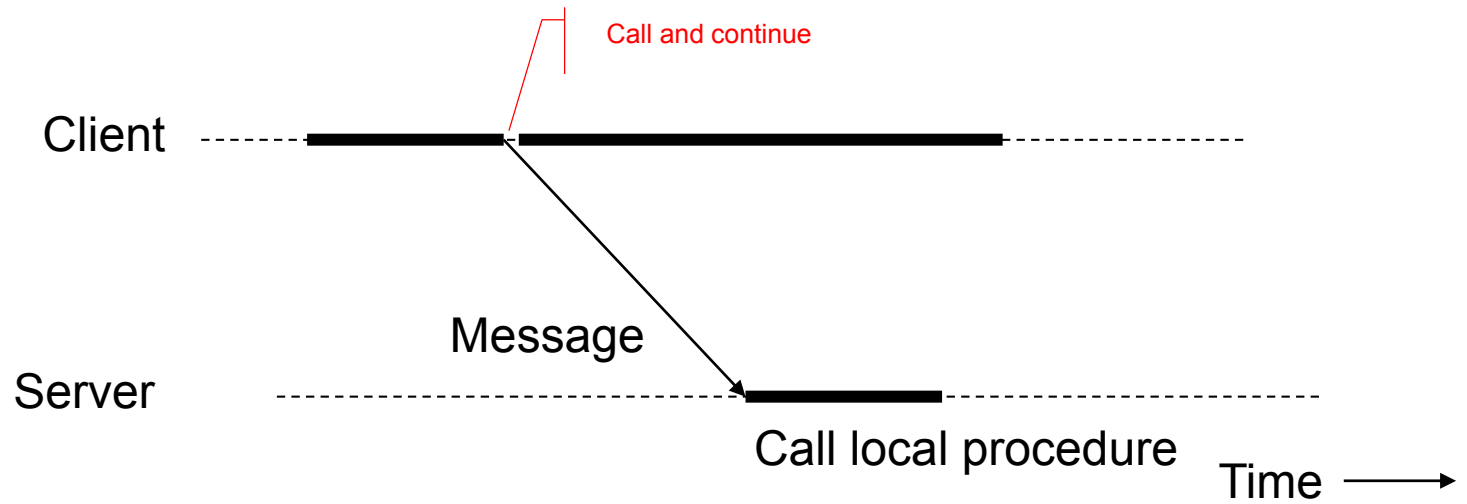 Call and continue
Client
Message
Server
Call local procedure
Time